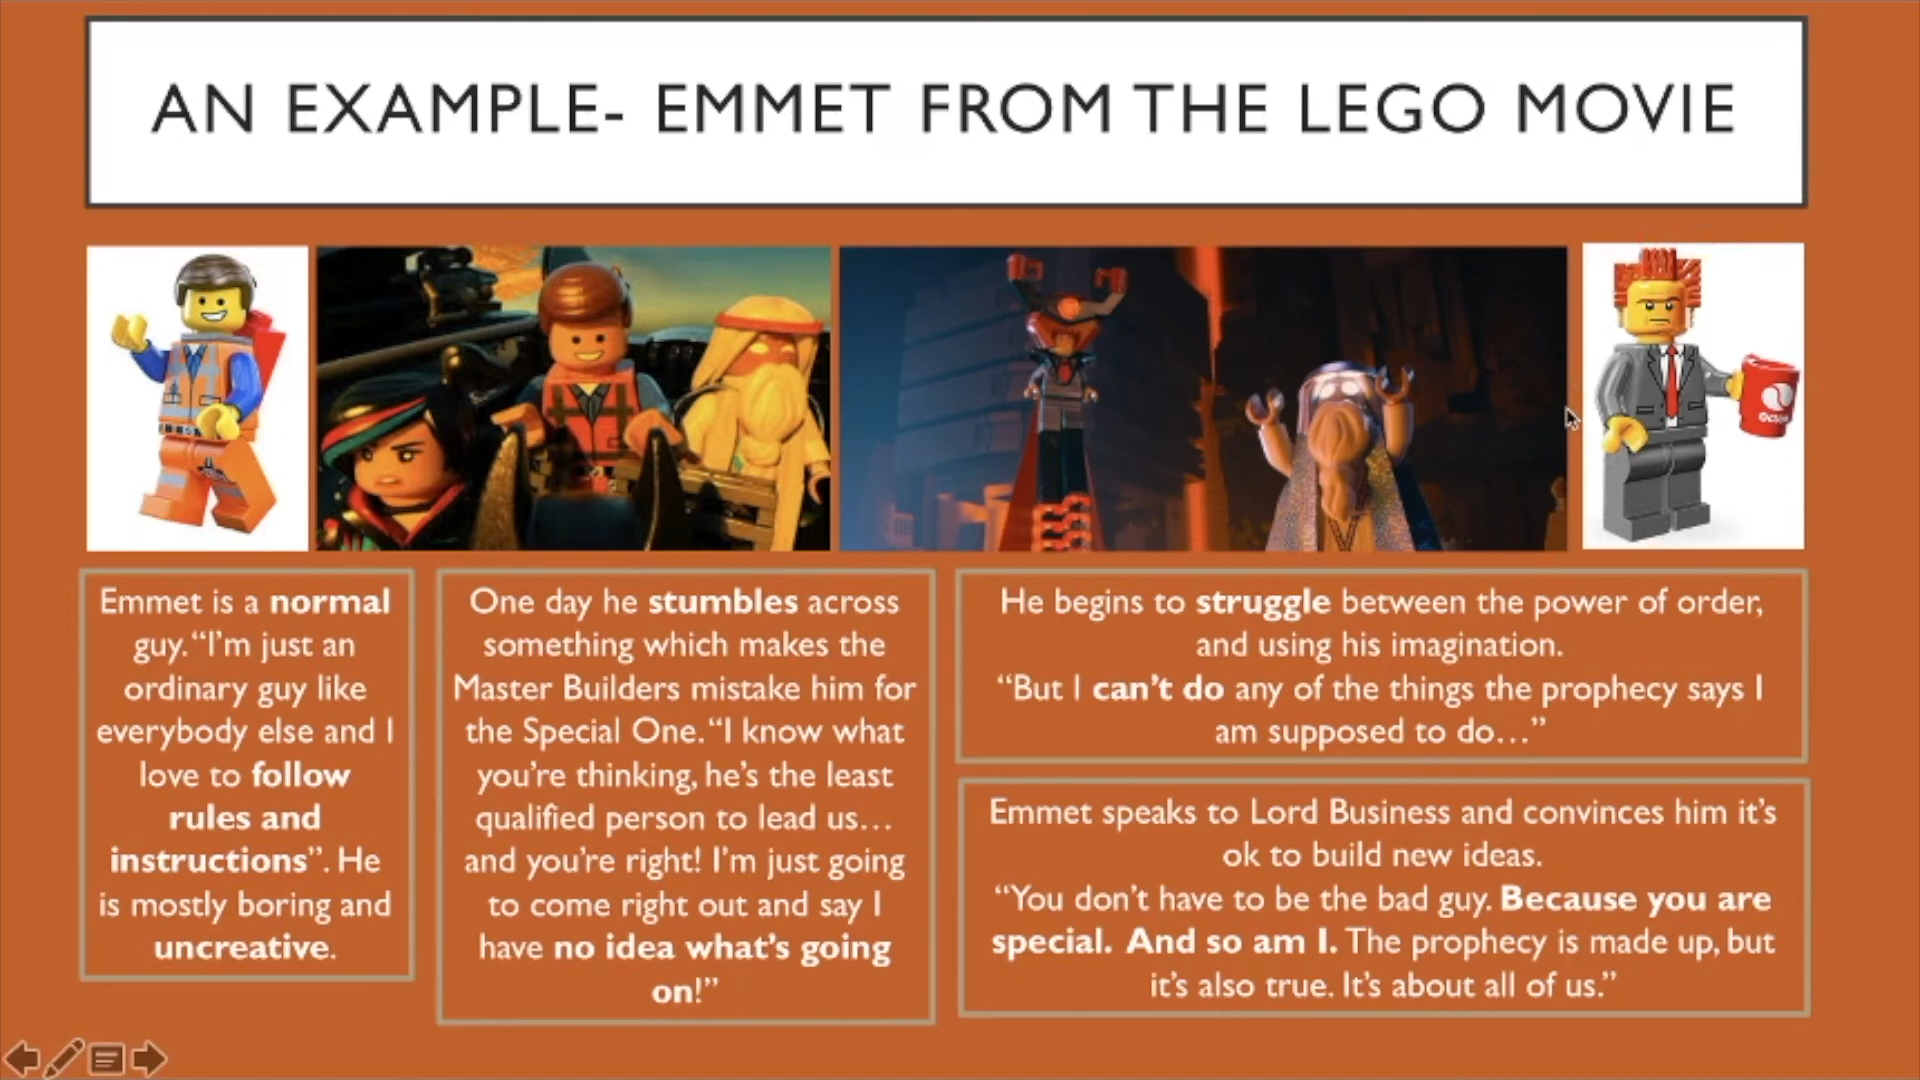 AN EXAMPLE- EMMET FROM THE LEGO MOVIE
Emmet is a normal
guy. “I’m just an
ordinary guy like
everybody else and I
love to follow
rules and
instructions”. He
is mostly boring and
uncreative.
One day he stumbles across
something which makes the
Master Builders mistake him for
the Special One. “I know what
you’re thinking, he’s the least
qualified person to lead us…
and you’re right! I’m just going
to come right out and say I
have no idea what’s going
on!”
He begins to struggle between the power of order,
and using his imagination.
“But I can’t do any of the things the prophecy says I
am supposed to do…”
Emmet speaks to Lord Business and convinces him it’s
ok to build new ideas.
“You don’t have to be the bad guy. Because you are
special. And so am I. The prophecy is made up, but
it’s also true. It’s about all of us.”